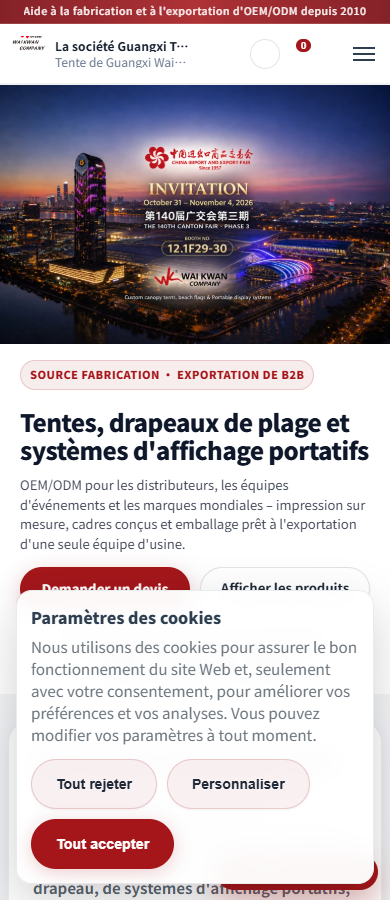 Aide à la fabrication et à l'exportation d'OEM/ODM depuis 2010
WAI KWAN
COMPANY
La société Guangxi T···
Tente de Guangxi Wai···
0
中国进出口商品交易会
CHINA IMPORT AND EXPORT FAIR
Since 1957
INVITATION
October 31 – November 4, 2026
第140届广交会第三期
THE 140TH CANTON FAIR · PHASE 3
BOOTH NO
12.1F29-30
WAI KWAN
COMPANY
Custom canopy tents, beach flags & Portable display systems
SOURCE FABRICATION • EXPORTATION DE B2B
Tentes, drapeaux de plage et
systèmes d'affichage portatifs
OEM/ODM pour les distributeurs, les équipes
d'événements et les marques mondiales – impression sur
mesure, cadres conçus et emballage prêt à l'exportation
d'une seule équipe d'usine.
Demander un devis
Afficher les produits
Paramètres des cookies
Nous utilisons des cookies pour assurer le bon
fonctionnement du site Web et, seulement
avec votre consentement, pour améliorer vos
préférences et vos analyses. Vous pouvez
modifier vos paramètres à tout moment.
Tout rejeter
Personnaliser
Tout accepter
drapeau, de systèmes d'affichage portatifs,